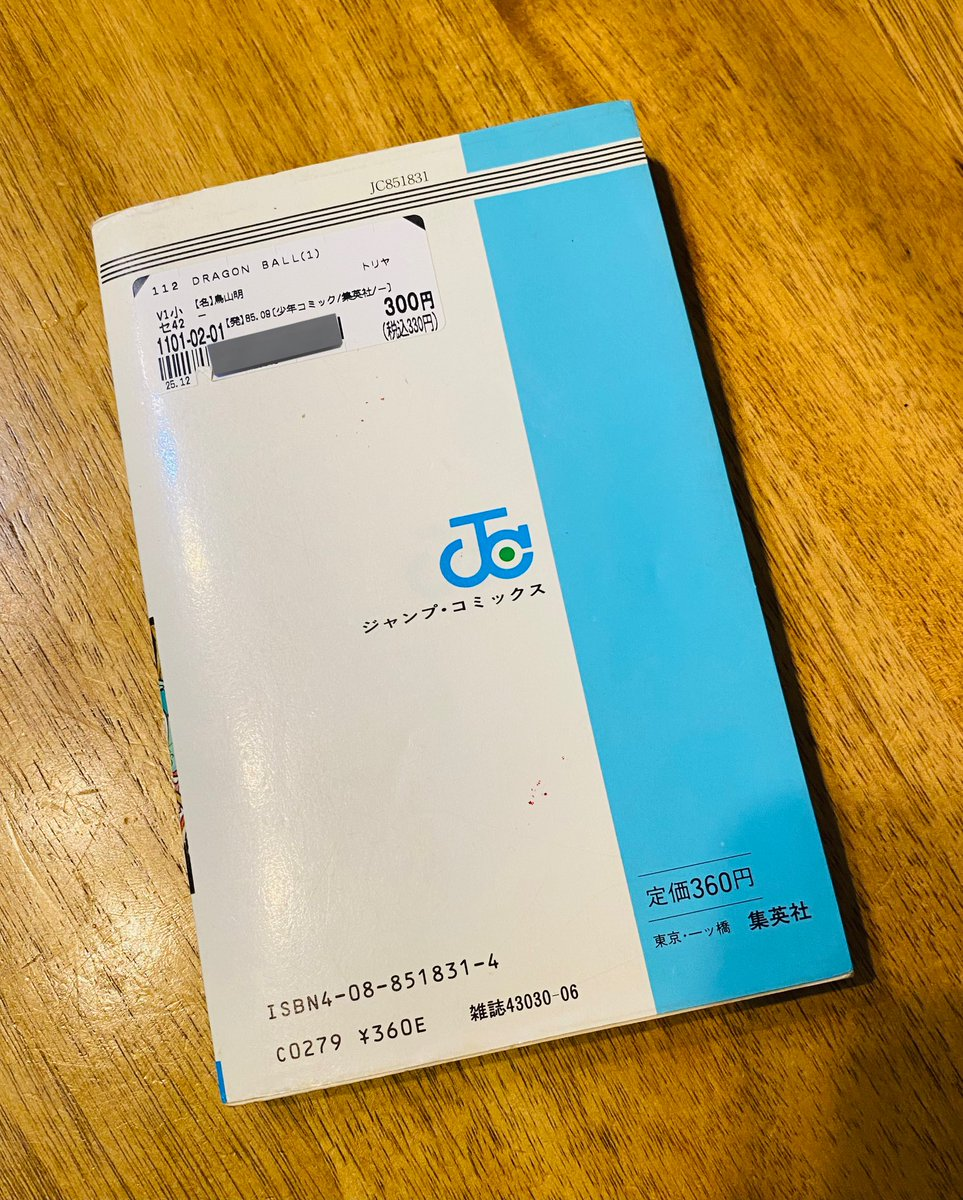 JC851831
112 DRAGON BALL(1)
トリヤ
V1小 【名】鳥山明
セ42 ー
1101-02-01 【発】85.09[少年コミック/集英社/ー]
300円
(税込330円)
25.12
JC
ジャンプ・コミックス
定価360円
東京・一ッ橋 集英社
ISBN4-08-851831-4
C0279 ¥360E 雑誌43030-06